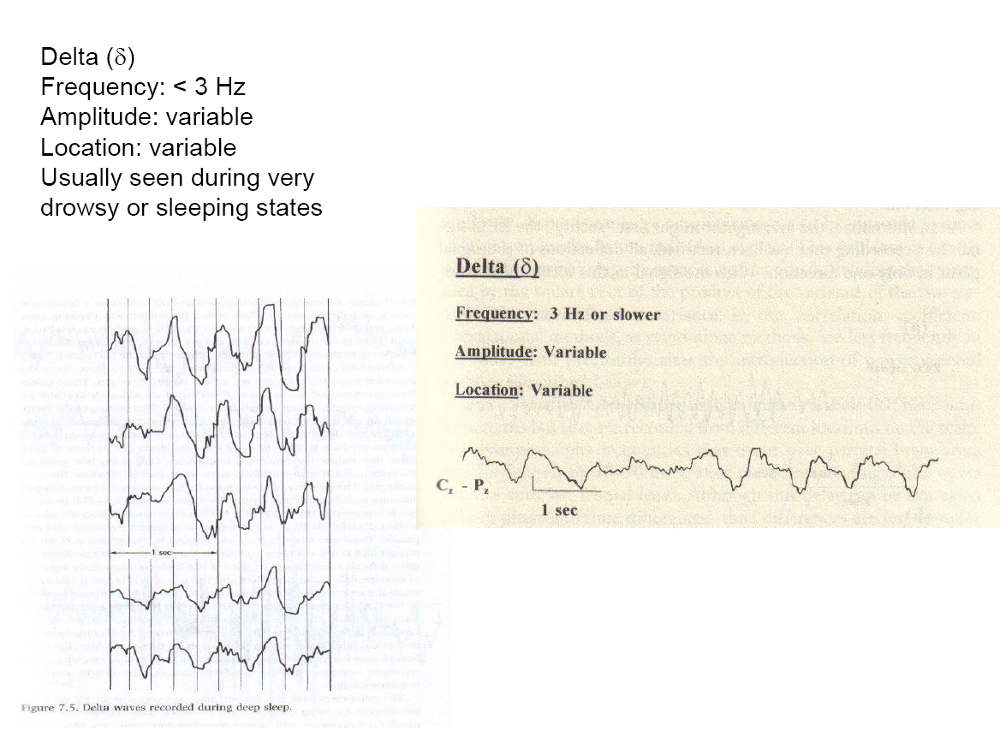 Delta (δ)
Frequency: < 3 Hz
Amplitude: variable
Location: variable
Usually seen during very
drowsy or sleeping states
Delta (δ)
Frequency: 3 Hz or slower
Amplitude: Variable
Location: Variable
Cz - Pz
1 sec
1 sec
Figure 7.5. Delta waves recorded during deep sleep.